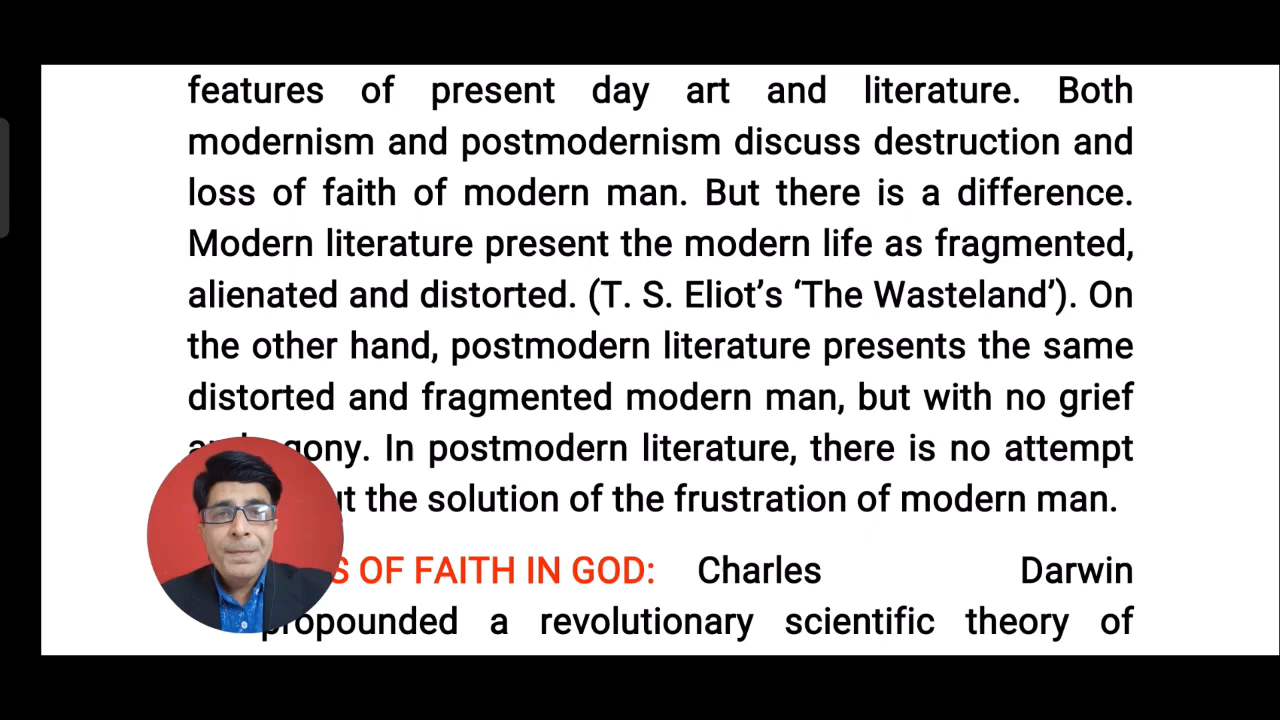 features of present day art and literature. Both
modernism and postmodernism discuss destruction and
loss of faith of modern man. But there is a difference.
Modern literature present the modern life as fragmented,
alienated and distorted. (T. S. Eliot’s ‘The Wasteland’). On
the other hand, postmodern literature presents the same
distorted and fragmented modern man, but with no grief
In postmodern literature, there is no attempt
the solution of the frustration of modern man.
OF FAITH IN GOD: Charles Darwin
propounded a revolutionary scientific theory of